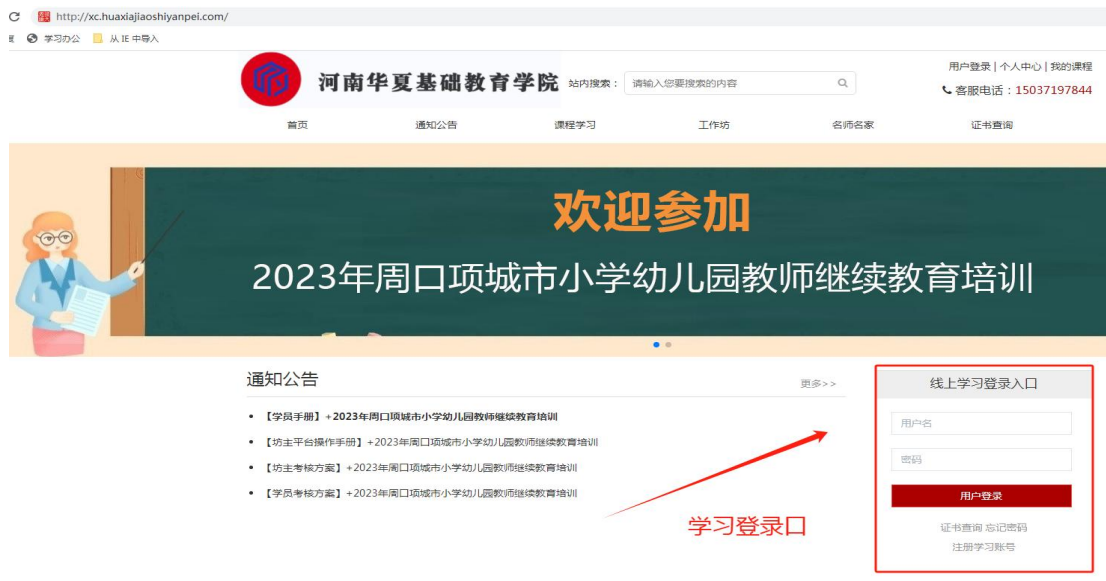 http://xc.huaxiajiaoshiyanpei.com/
学习办公 从 IE 中导入
河南华夏基础教育学院
站内搜索：
请输入您要搜索的内容
用户登录 | 个人中心 | 我的课程
客服电话：15037197844
首页 通知公告 课程学习 工作坊 名师名家 证书查询
欢迎参加
2023年周口项城市小学幼儿园教师继续教育培训
通知公告
更多>>
【学员手册】+2023年周口项城市小学幼儿园教师继续教育培训
【坊主平台操作手册】+2023年周口项城市小学幼儿园教师继续教育培训
【坊主考核方案】+2023年周口项城市小学幼儿园教师继续教育培训
【学员考核方案】+2023年周口项城市小学幼儿园教师继续教育培训
学习登录口
线上学习登录入口
用户名
密码
用户登录
证书查询 忘记密码
注册学习账号